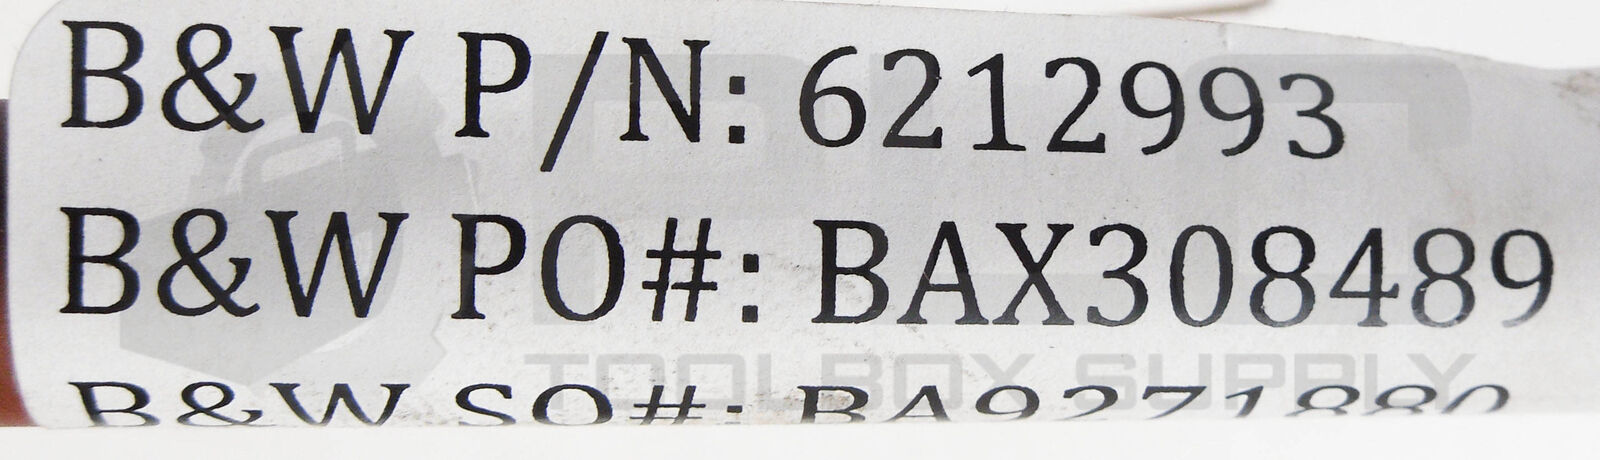 B&W P/N: 6212993
B&W PO#: BAX308489
B&W SO#:
TOOLBOX SUPPLY